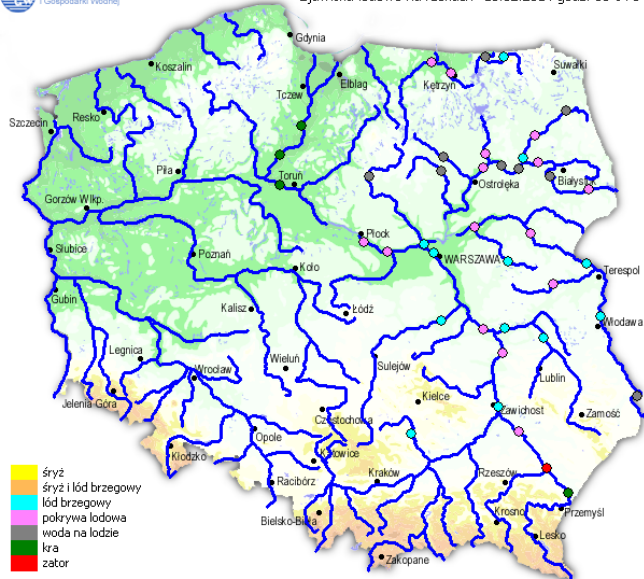 i Gospodarki Wodnej
Gdynia
Koszalin
Suwałki
Elbląg
Kętrzyn
Tczew
Resko
Szczecin
Piła
Toruń
Ostrołęka
Białystok
Gorzów Wlkp.
Płock
Słubice
Poznań
WARSZAWA
Koło
Terespol
Gubin
Kalisz
Łódź
Włodawa
Legnica
Wieluń
Sulejów
Wrocław
Lublin
Jelenia Góra
Kielce
Zawichost
Zamość
Częstochowa
Opole
Kłodzko
Katowice
Racibórz
Kraków
Rzeszów
Przemyśl
Bielsko-Biała
Krosno
Lesko
Zakopane
śryż
śryż i lód brzegowy
lód brzegowy
pokrywa lodowa
woda na lodzie
kra
zator